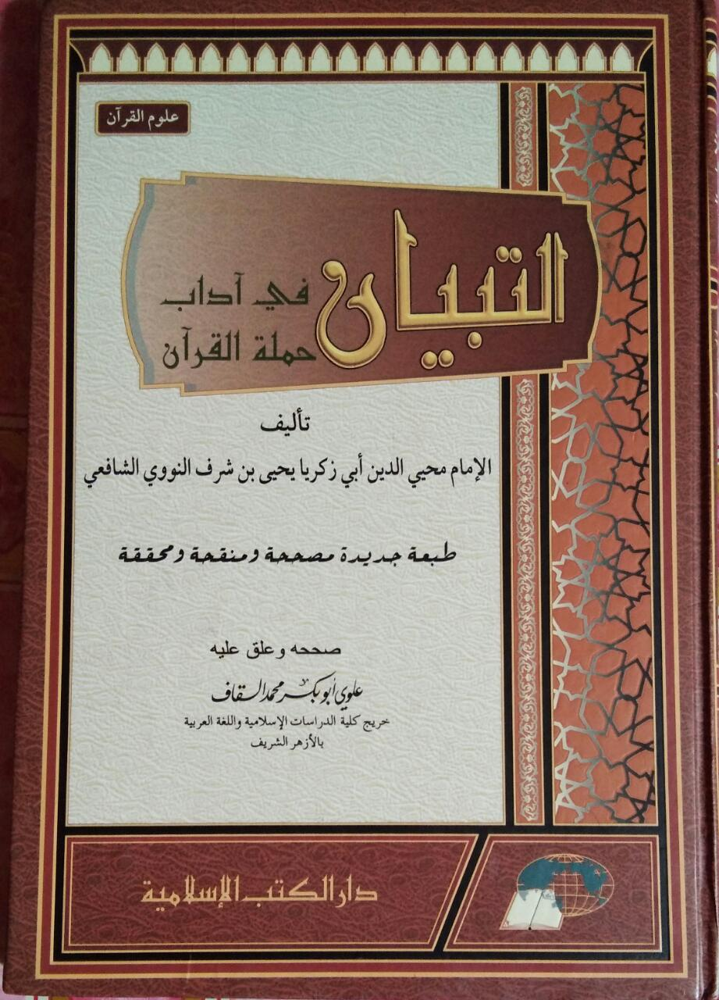 علوم القرآن
التبيان
في آداب
حملة القرآن
تأليف
الإمام محيي الدين أبي زكريا يحيى بن شرف النووي الشافعي
طبعة جديدة مصححة ومنقحة ومحققة
صححه وعلق عليه
علوي أبو بكر محمد السقاف
خريج كلية الدراسات الإسلامية واللغة العربية
بالأزهر الشريف
دار الكتب الإسلامية